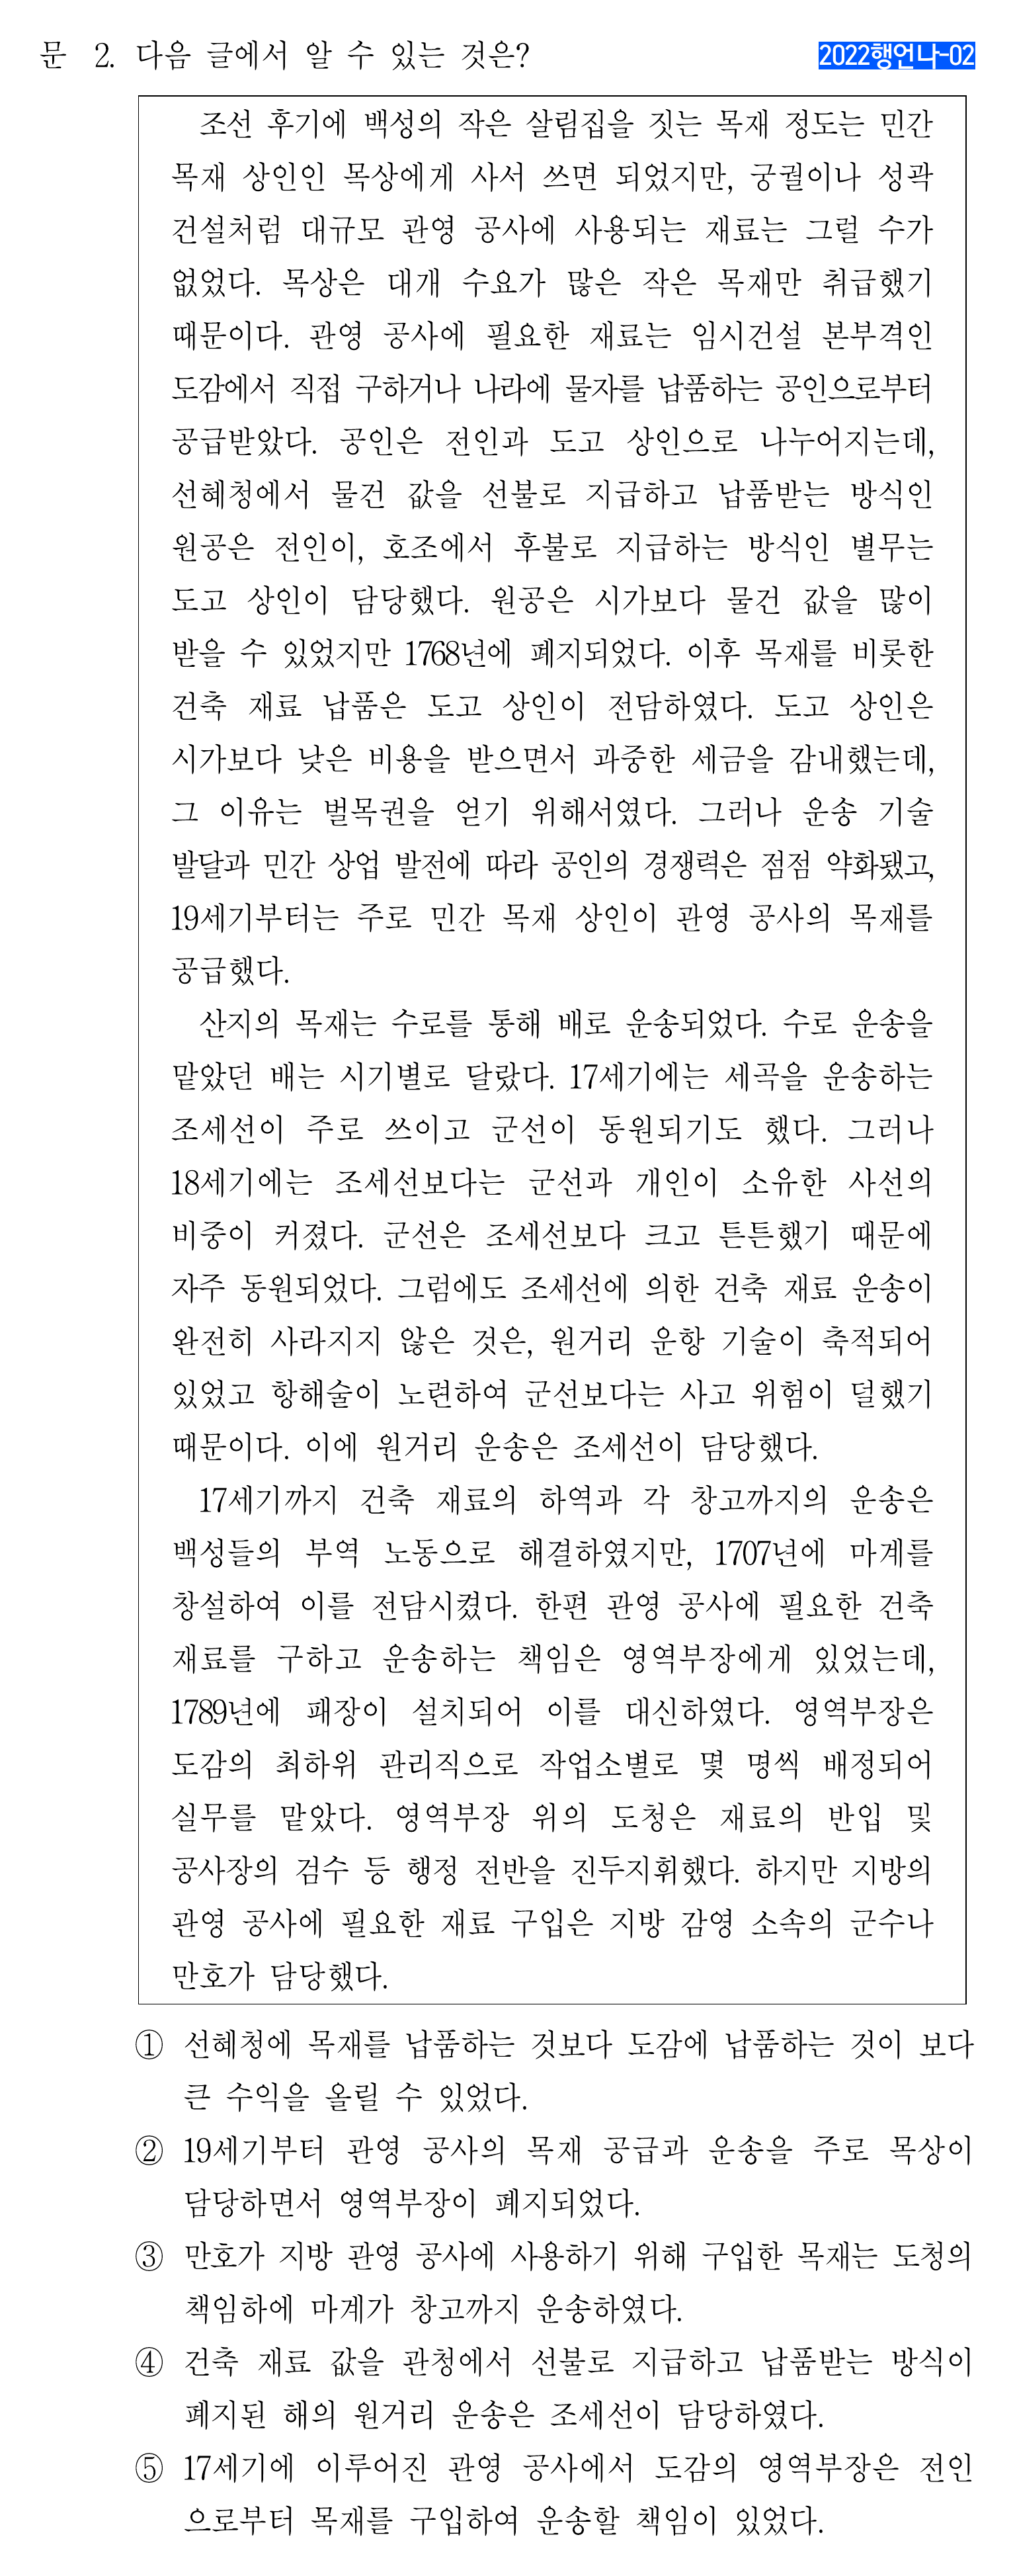 문 2. 다음 글에서 알 수 있는 것은?
2022행언나-02
조선 후기에 백성의 작은 살림집을 짓는 목재 정도는 민간
목재 상인인 목상에게 사서 쓰면 되었지만, 궁궐이나 성곽
건설처럼 대규모 관영 공사에 사용되는 재료는 그럴 수가
없었다. 목상은 대개 수요가 많은 작은 목재만 취급했기
때문이다. 관영 공사에 필요한 재료는 임시건설 본부격인
도감에서 직접 구하거나 나라에 물자를 납품하는 공인으로부터
공급받았다. 공인은 전인과 도고 상인으로 나누어지는데,
선혜청에서 물건 값을 선불로 지급하고 납품받는 방식인
원공은 전인이, 호조에서 후불로 지급하는 방식인 별무는
도고 상인이 담당했다. 원공은 시가보다 물건 값을 많이
받을 수 있었지만 1768년에 폐지되었다. 이후 목재를 비롯한
건축 재료 납품은 도고 상인이 전담하였다. 도고 상인은
시가보다 낮은 비용을 받으면서 과중한 세금을 감내했는데,
그 이유는 벌목권을 얻기 위해서였다. 그러나 운송 기술
발달과 민간 상업 발전에 따라 공인의 경쟁력은 점점 약화됐고,
19세기부터는 주로 민간 목재 상인이 관영 공사의 목재를
공급했다.
산지의 목재는 수로를 통해 배로 운송되었다. 수로 운송을
맡았던 배는 시기별로 달랐다. 17세기에는 세곡을 운송하는
조세선이 주로 쓰이고 군선이 동원되기도 했다. 그러나
18세기에는 조세선보다는 군선과 개인이 소유한 사선의
비중이 커졌다. 군선은 조세선보다 크고 튼튼했기 때문에
자주 동원되었다. 그럼에도 조세선에 의한 건축 재료 운송이
완전히 사라지지 않은 것은, 원거리 운항 기술이 축적되어
있었고 항해술이 노련하여 군선보다는 사고 위험이 덜했기
때문이다. 이에 원거리 운송은 조세선이 담당했다.
17세기까지 건축 재료의 하역과 각 창고까지의 운송은
백성들의 부역 노동으로 해결하였지만, 1707년에 마계를
창설하여 이를 전담시켰다. 한편 관영 공사에 필요한 건축
재료를 구하고 운송하는 책임은 영역부장에게 있었는데,
1789년에 패장이 설치되어 이를 대신하였다. 영역부장은
도감의 최하위 관리직으로 작업소별로 몇 명씩 배정되어
실무를 맡았다. 영역부장 위의 도청은 재료의 반입 및
공사장의 검수 등 행정 전반을 진두지휘했다. 하지만 지방의
관영 공사에 필요한 재료 구입은 지방 감영 소속의 군수나
만호가 담당했다.
① 선혜청에 목재를 납품하는 것보다 도감에 납품하는 것이 보다
큰 수익을 올릴 수 있었다.
② 19세기부터 관영 공사의 목재 공급과 운송을 주로 목상이
담당하면서 영역부장이 폐지되었다.
③ 만호가 지방 관영 공사에 사용하기 위해 구입한 목재는 도청의
책임하에 마계가 창고까지 운송하였다.
④ 건축 재료 값을 관청에서 선불로 지급하고 납품받는 방식이
폐지된 해의 원거리 운송은 조세선이 담당하였다.
⑤ 17세기에 이루어진 관영 공사에서 도감의 영역부장은 전인
으로부터 목재를 구입하여 운송할 책임이 있었다.